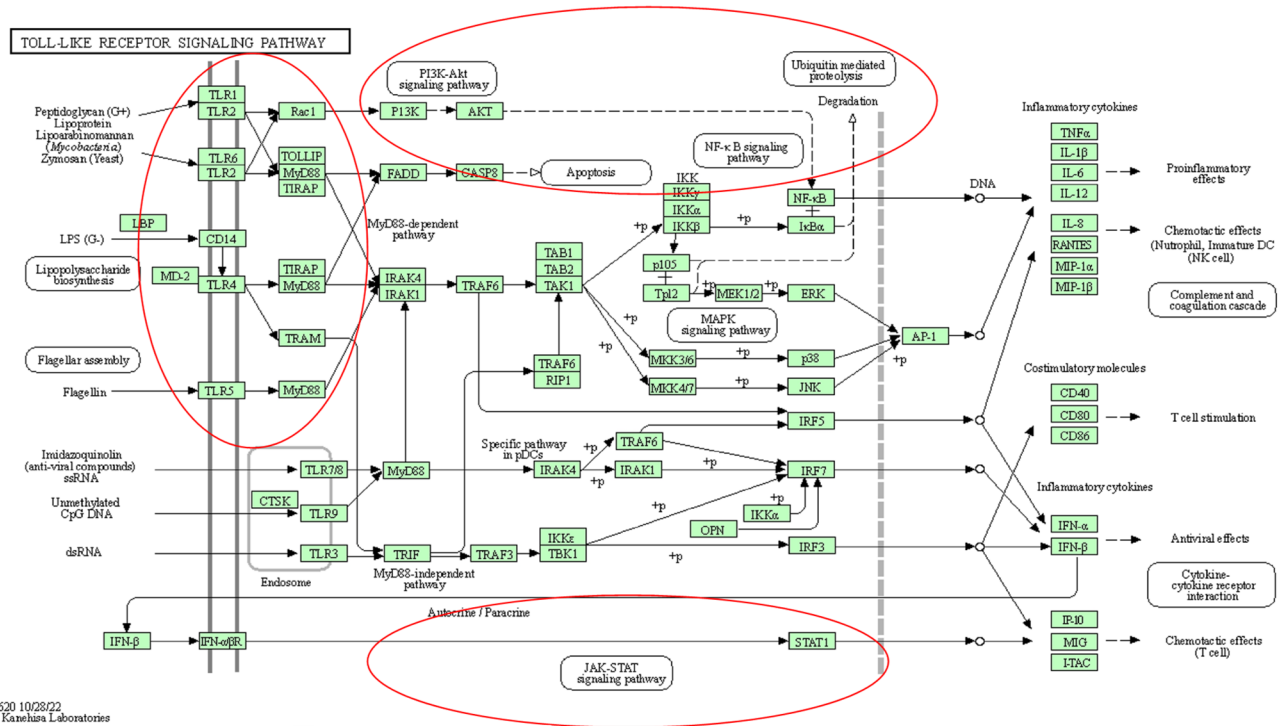 TOLL-LIKE RECEPTOR SIGNALING PATHWAY
PI3K-Akt
signaling pathway
Ubiquitin mediated
proteolysis
Degradation
Peptidoglycan (G+)
Lipoprotein
Lipoarabinomannan
(Mycobacteria)
Zymosan (Yeast)
TLR1
TLR2
Rac1
P13K
AKT
TLR6
TLR2
TOLLIP
MyD88
TIRAP
FADD
CASP8
Apoptosis
NF-κB signaling
pathway
MyD88-dependent
pathway
IKK
IKKγ
IKKα
IKKβ
+p
+p
NF-κB
IκBα
DNA
Inflammatory cytokines
TNFα
IL-1β
IL-6
IL-12
Proinflammatory
effects
IL-8
RANTES
MIP-1α
MIP-1β
Chemotactic effects
(Nutrophil, Immature DC
(NK cell)
Complement and
coagulation cascade
LBP
LPS (G-)
CD14
Lipopolysaccharide
biosynthesis
MD-2
TLR4
TIRAP
MyD88
IRAK4
IRAK1
TRAF6
TAB1
TAB2
TAK1
p105
Tpl2
+p
MEK1/2
+p
ERK
MAPK
signaling pathway
TRAM
AP-1
Flagellar assembly
Flagellin
TLR5
MyD88
TRAF6
RIP1
+p
+p
MKK3/6
+p
p38
+p
MKK4/7
+p
JNK
IRF5
Costimulatory molecules
CD40
CD80
CD86
T cell stimulation
Imidazoquinolin
(anti-viral compounds)
ssRNA
TLR7/8
MyD88
Specific pathway
in pDCs
IRAK4
+p
+p
TRAF6
IRAK1
+p
IRF7
Unmethylated
CpG DNA
CTSK
TLR9
+p
IKKα
+p
OPN
dsRNA
TLR3
Endosome
TRIF
TRAF3
IKKε
TBK1
+p
IRF3
MyD88-independent
pathway
Inflammatory cytokines
IFN-α
IFN-β
Antiviral effects
Cytokine-
cytokine receptor
interaction
Autocrine / Paracrine
IFN-β
IFN-αβR
STAT1
JAK-STAT
signaling pathway
IP-10
MIG
I-TAC
Chemotactic effects
(T cell)
620 10/28/22
Kanehisa Laboratories